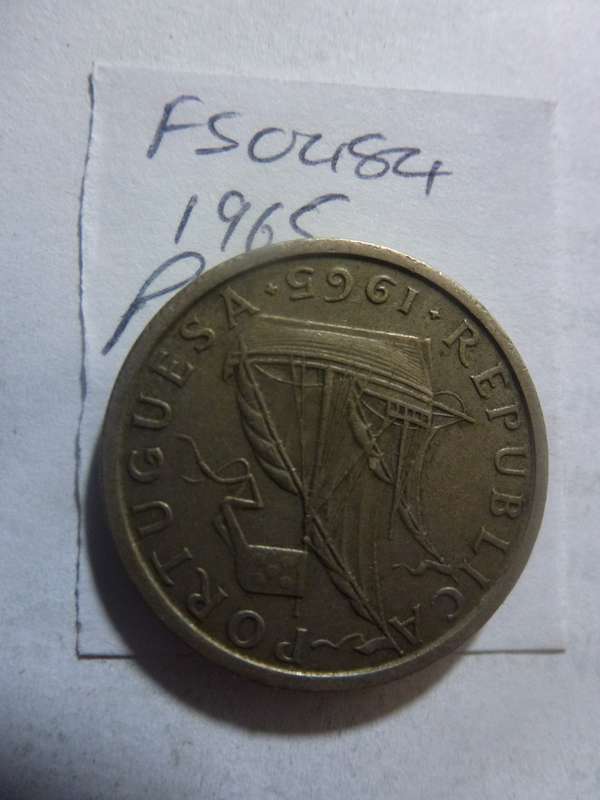 FS0484
1965
P
REPUBLICA PORTUGUESA · 1965 ·